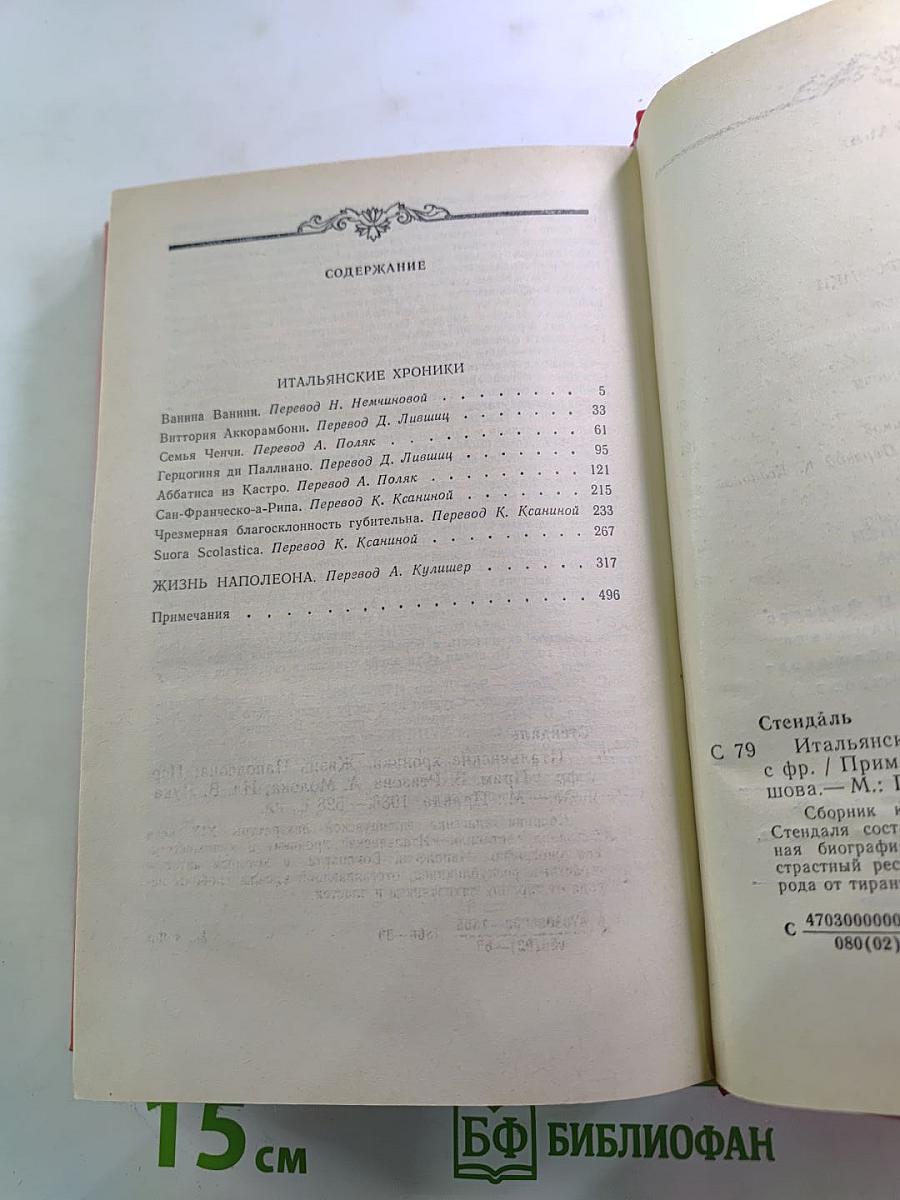 СОДЕРЖАНИЕ
ИТАЛЬЯНСКИЕ ХРОНИКИ
Ванина Ванини. Перевод Н. Немчиновой . . . . . . . . 5
Виттория Аккорамбони. Перевод Д. Лившиц . . . . . . . 33
Семья Ченчи. Перевод А. Поляк . . . . . . . . . . . 61
Герцогиня ди Паллиано. Перевод Д. Лившиц . . . . . . . 95
Аббатиса из Кастро. Перевод А. Поляк . . . . . . . . . 121
Сан-Франческо-а-Рипа. Перевод К. Ксаниной . . . . . . . 215
Чрезмерная благосклонность губительна. Перевод К. Ксаниной 233
Suora Scolastica. Перевод К. Ксаниной . . . . . . . . . 267
ЖИЗНЬ НАПОЛЕОНА. Перевод А. Кулишер . . . . . . 317
Примечания . . . . . . . . . . . . . . . . . . 496
Стенда́ль
С 79 Итальянск
с фр. / Прим
шова.— М.: П
Сборник к
Стендаля сост
ная биографи
страстный рес
рода от тиран
С 4703000000
080(02)
15 см
БФ БИБЛИОФАН